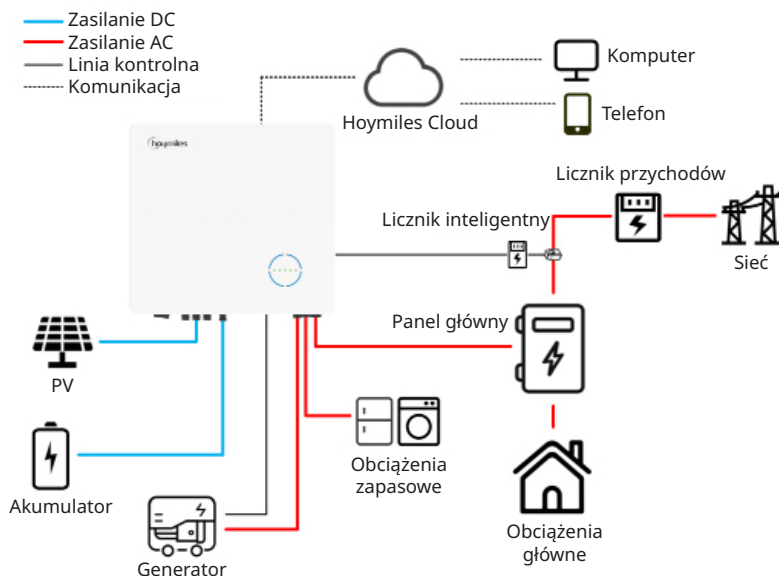 Zasilanie DC
Zasilanie AC
Linia kontrolna
Komunikacja
Komputer
Hoymiles Cloud
Telefon
hoymiles
Licznik przychodów
Licznik inteligentny
Sieć
Panel główny
PV
Akumulator
Obciążenia
zapasowe
Obciążenia
główne
Generator